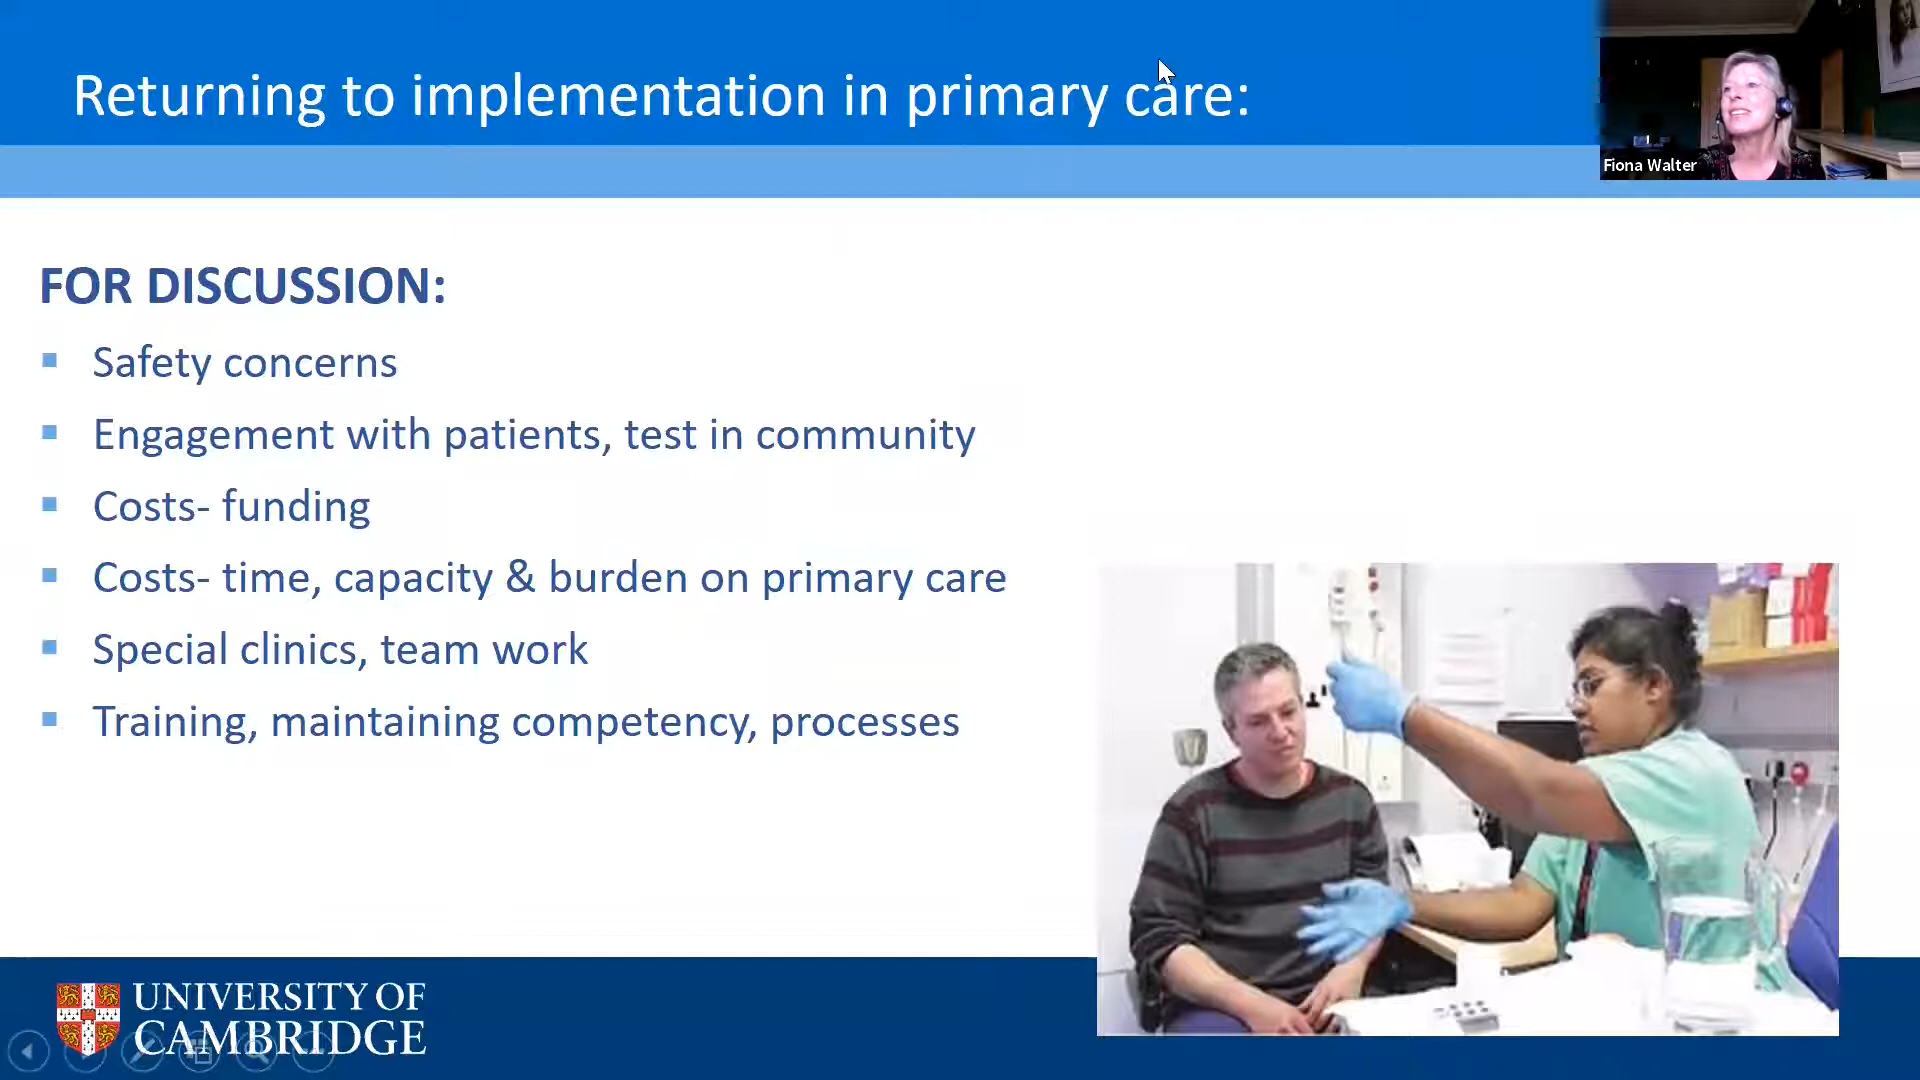 Returning to implementation in primary care:
Fiona Walter
FOR DISCUSSION:
Safety concerns
Engagement with patients, test in community
Costs- funding
Costs- time, capacity & burden on primary care
Special clinics, team work
Training, maintaining competency, processes
UNIVERSITY OF
CAMBRIDGE